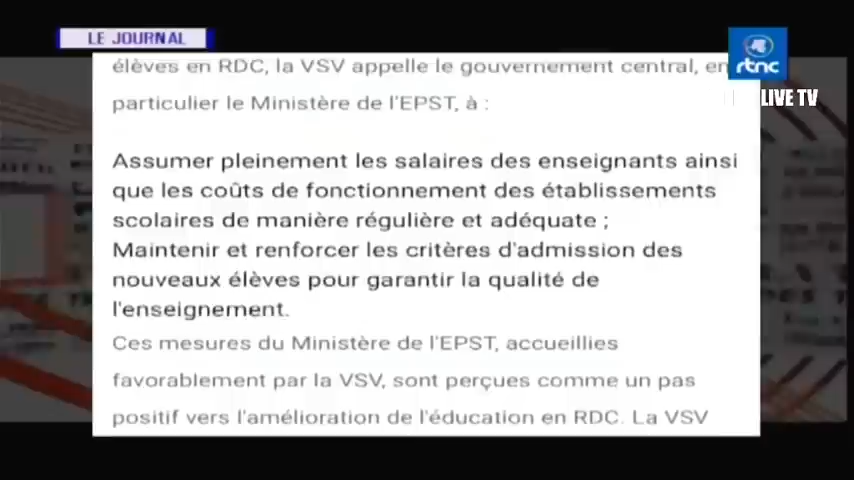 LE JOURNAL
rtnc
LIVE TV
élèves en RDC, la VSV appelle le gouvernement central, en
particulier le Ministère de l'EPST, à :
Assumer pleinement les salaires des enseignants ainsi
que les coûts de fonctionnement des établissements
scolaires de manière régulière et adéquate ;
Maintenir et renforcer les critères d'admission des
nouveaux élèves pour garantir la qualité de
l'enseignement.
Ces mesures du Ministère de l'EPST, accueillies
favorablement par la VSV, sont perçues comme un pas
positif vers l'amélioration de l'éducation en RDC. La VSV